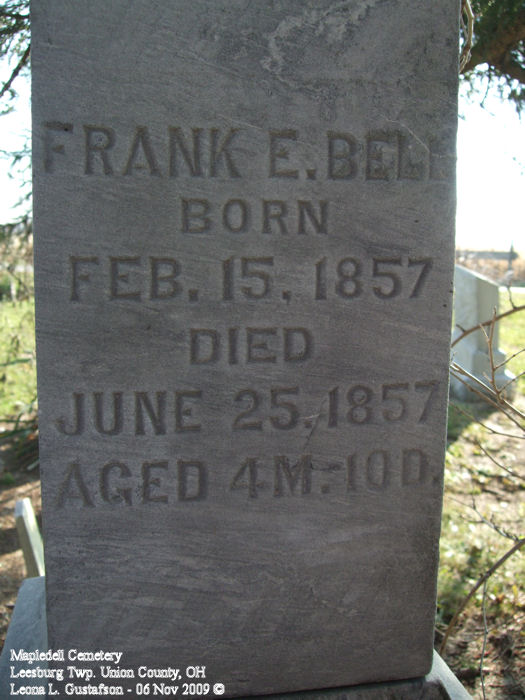 FRANK E. BELL
BORN
FEB. 15, 1857
DIED
JUNE 25, 1857
AGED 4 M. 10 D.
Mapledell Cemetery
Leesburg Twp. Union County, OH
Leona L. Gustafson - 06 Nov 2009 ©